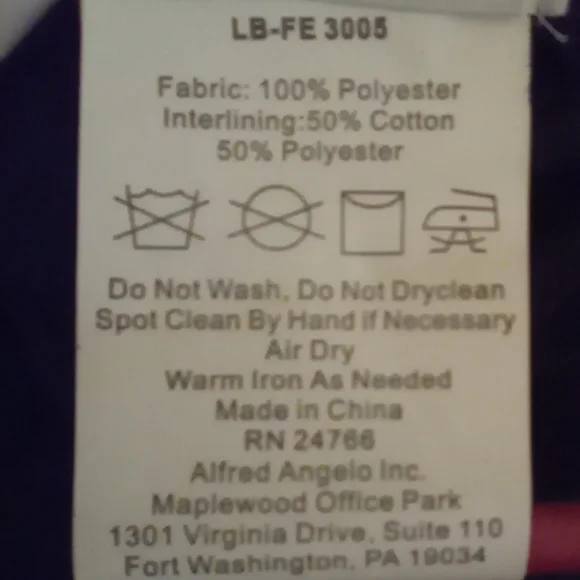 LB-FE 3005
Fabric: 100% Polyester
Interlining:50% Cotton
50% Polyester
Do Not Wash, Do Not Dryclean
Spot Clean By Hand if Necessary
Air Dry
Warm Iron As Needed
Made in China
RN 24766
Alfred Angelo Inc.
Maplewood Office Park
1301 Virginia Drive, Suite 110
Fort Washington, PA 19034